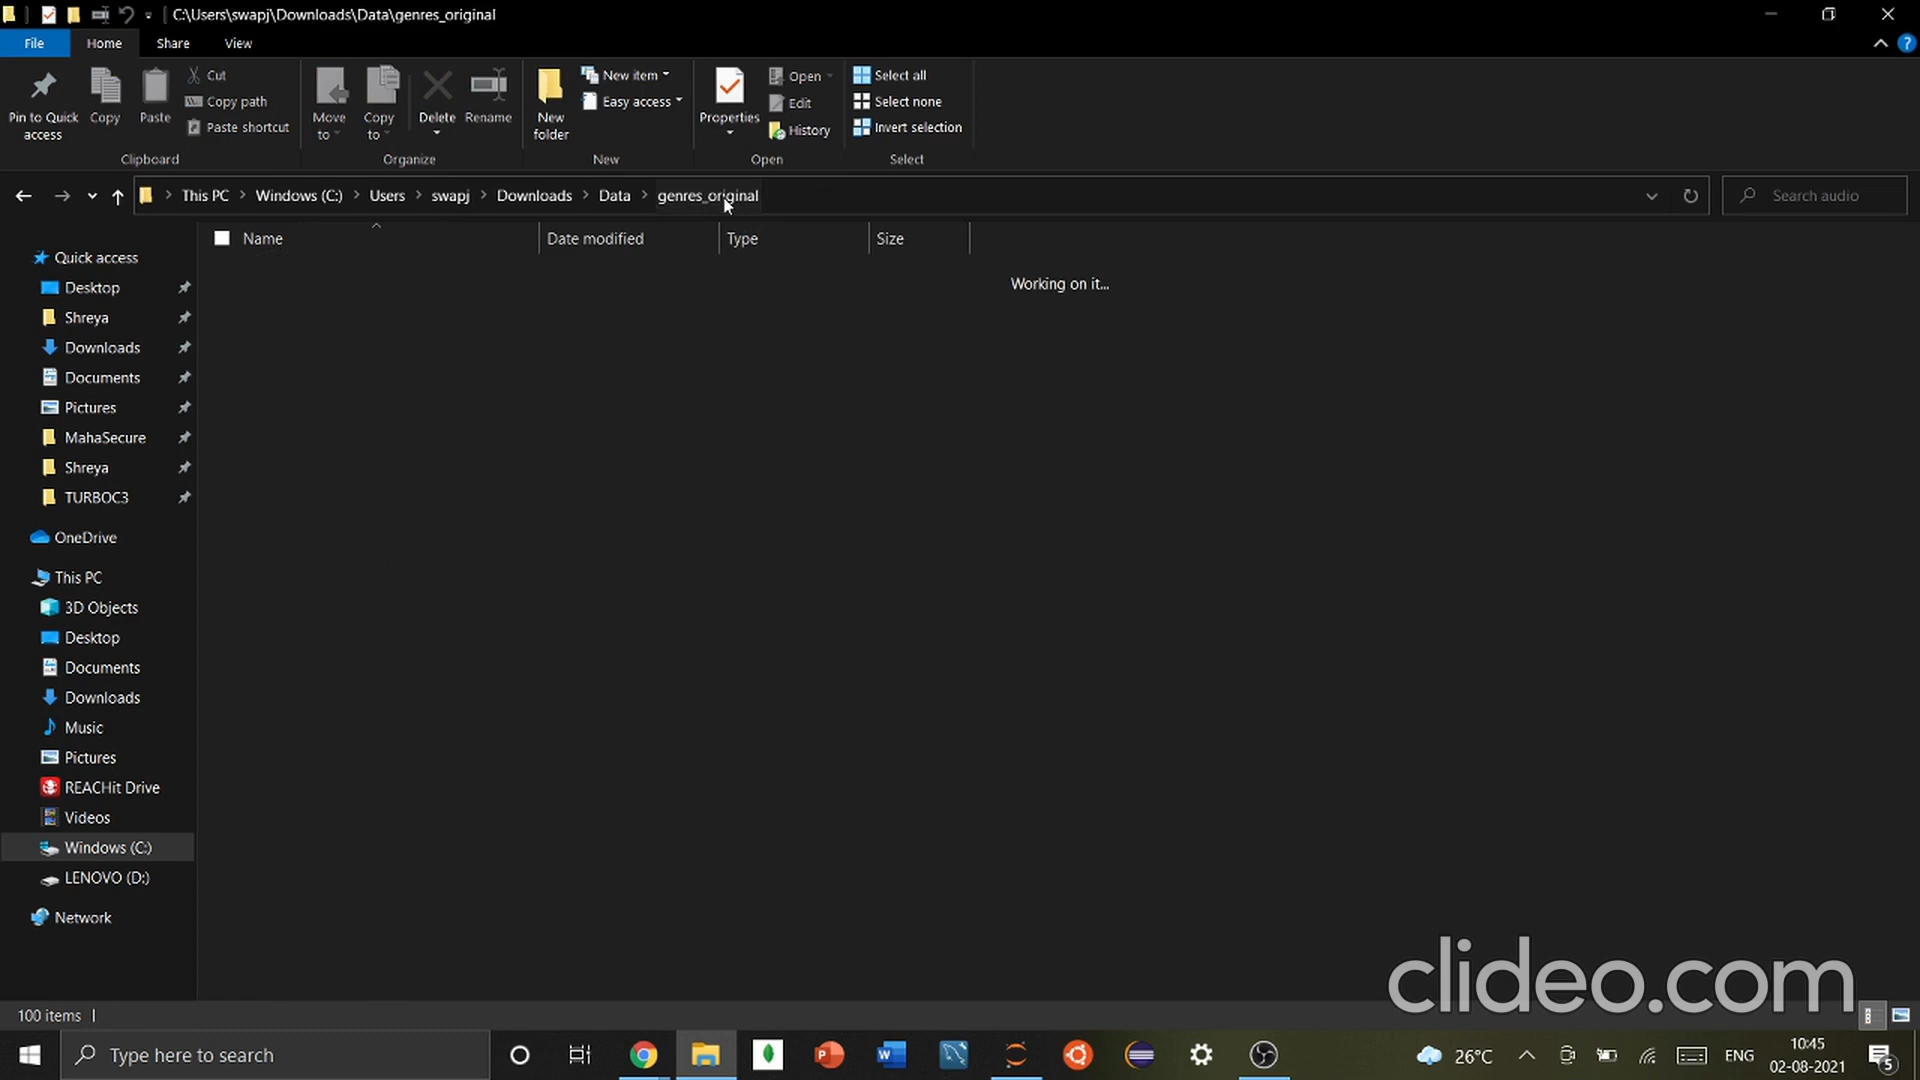 C:\Users\swapj\Downloads\Data\genres_original
File Home Share View
Pin to Quick access
Copy
Paste
Cut
Copy path
Paste shortcut
Clipboard
Move to
Copy to
Delete
Rename
Organize
New folder
New item
Easy access
New
Properties
Open
Edit
History
Open
Select all
Select none
Invert selection
Select
This PC > Windows (C:) > Users > swapj > Downloads > Data > genres_original
Search audio
Name Date modified Type Size
Working on it...
Quick access
Desktop
Shreya
Downloads
Documents
Pictures
MahaSecure
Shreya
TURBOC3
OneDrive
This PC
3D Objects
Desktop
Documents
Downloads
Music
Pictures
REACHit Drive
Videos
Windows (C:)
LENOVO (D:)
Network
clideo.com
100 items
Type here to search
26°C
ENG
10:45
02-08-2021
5